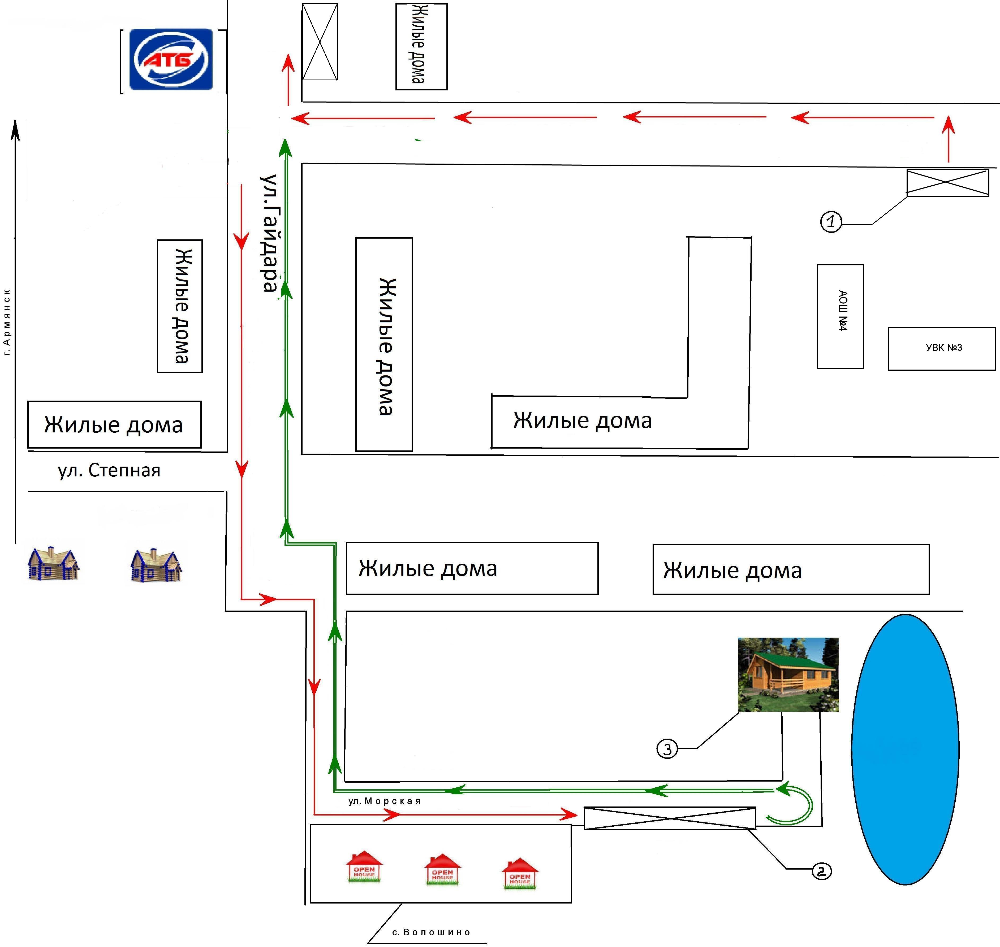 Жилые дома
АТБ
ул.Гайдара
1
Жилые дома
Жилые дома
АОШ №4
УВК №3
г. Армянск
Жилые дома
Жилые дома
ул. Степная
Жилые дома
Жилые дома
3
ул. Морская
OPEN
HOUSE
OPEN
HOUSE
OPEN
HOUSE
2
с. Волошино